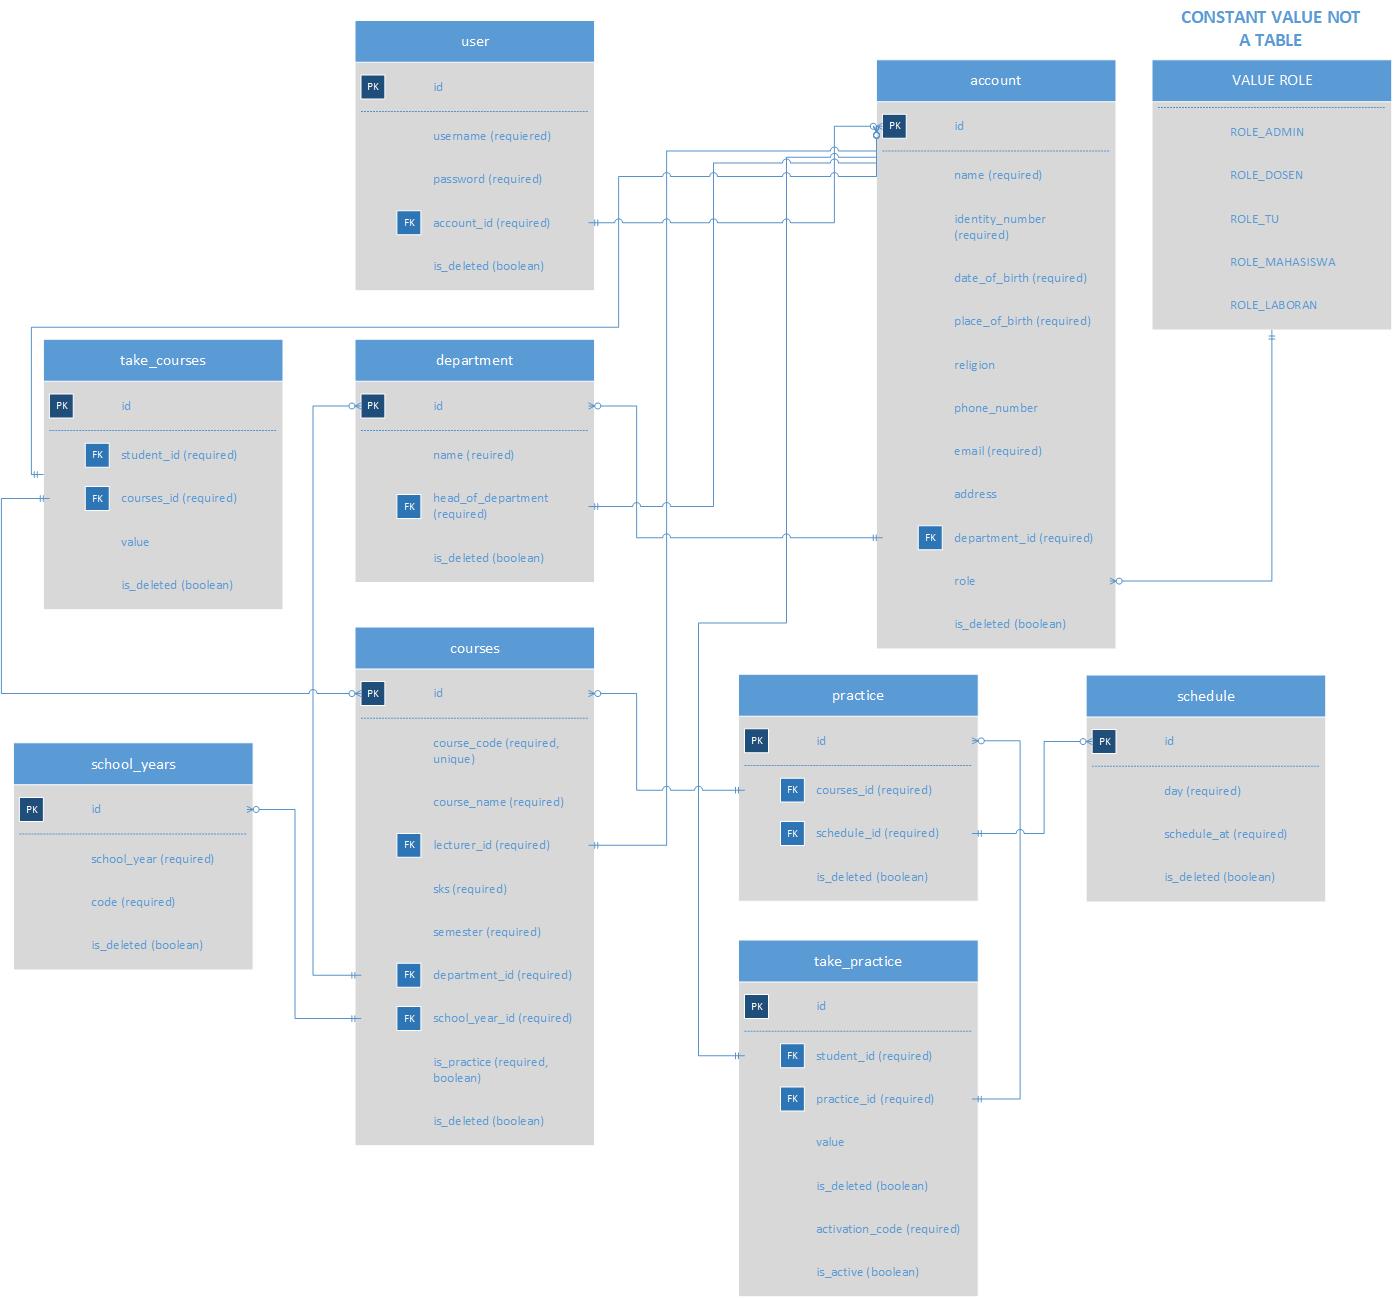 CONSTANT VALUE NOT
A TABLE
user
PK id
username (requiered)
password (required)
FK account_id (required)
is_deleted (boolean)
account
PK id
name (required)
identity_number
(required)
date_of_birth (required)
place_of_birth (required)
religion
phone_number
email (required)
address
FK department_id (required)
role
is_deleted (boolean)
VALUE ROLE
ROLE_ADMIN
ROLE_DOSEN
ROLE_TU
ROLE_MAHASISWA
ROLE_LABORAN
take_courses
PK id
FK student_id (required)
FK courses_id (required)
value
is_deleted (boolean)
department
PK id
name (reuired)
FK head_of_department
(required)
is_deleted (boolean)
courses
PK id
course_code (required,
unique)
course_name (required)
FK lecturer_id (required)
sks (required)
semester (required)
FK department_id (required)
FK school_year_id (required)
is_practice (required,
boolean)
is_deleted (boolean)
school_years
PK id
school_year (required)
code (required)
is_deleted (boolean)
practice
PK id
FK courses_id (required)
FK schedule_id (required)
is_deleted (boolean)
schedule
PK id
day (required)
schedule_at (required)
is_deleted (boolean)
take_practice
PK id
FK student_id (required)
FK practice_id (required)
value
is_deleted (boolean)
activation_code (required)
is_active (boolean)